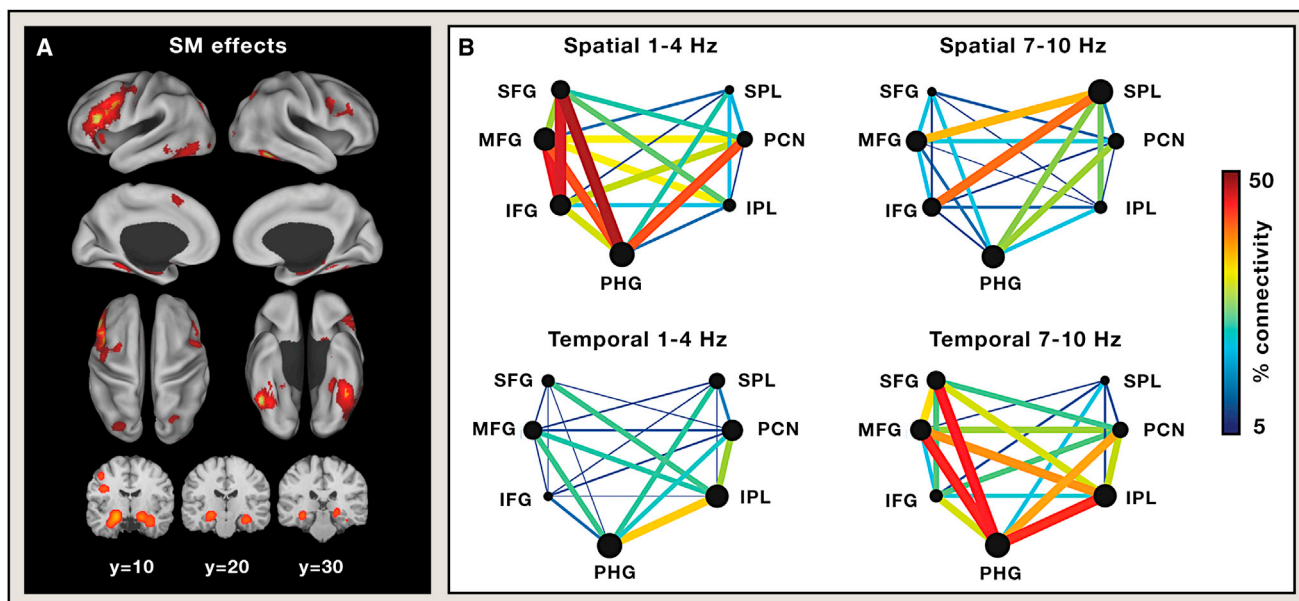 A
SM effects
y=10 y=20 y=30
B
Spatial 1-4 Hz
SFG SPL
MFG PCN
IFG IPL
PHG
Spatial 7-10 Hz
SFG SPL
MFG PCN
IFG IPL
PHG
Temporal 1-4 Hz
SFG SPL
MFG PCN
IFG IPL
PHG
Temporal 7-10 Hz
SFG SPL
MFG PCN
IFG IPL
PHG
50
% connectivity
5